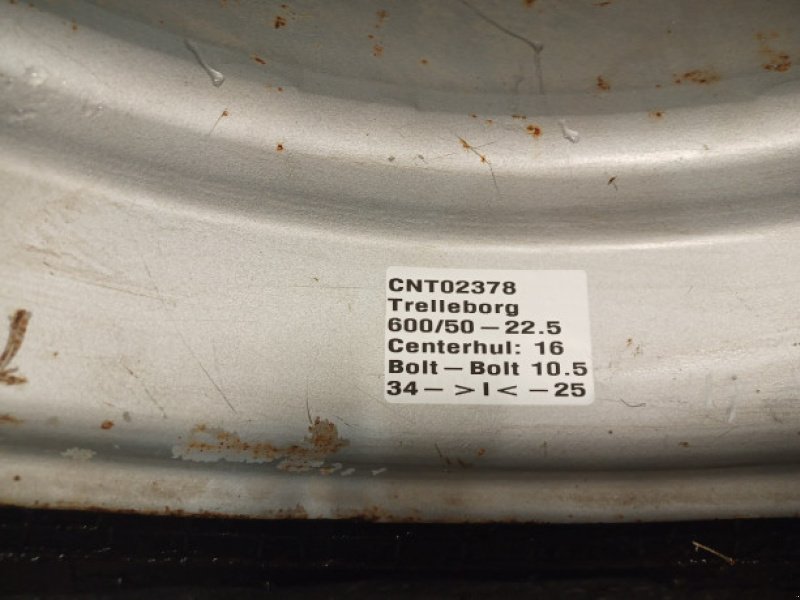 CNT02378
Trelleborg
600/50-22.5
Centerhul: 16
Bolt-Bolt 10.5
34->I<-25